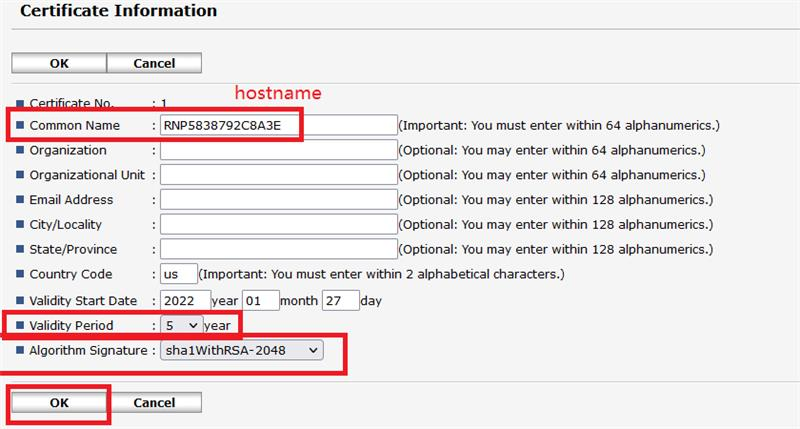 Certificate Information
OK Cancel
hostname
Certificate No. : 1
Common Name : RNP5838792C8A3E (Important: You must enter within 64 alphanumerics.)
Organization : (Optional: You may enter within 64 alphanumerics.)
Organizational Unit : (Optional: You may enter within 64 alphanumerics.)
Email Address : (Optional: You may enter within 128 alphanumerics.)
City/Locality : (Optional: You may enter within 128 alphanumerics.)
State/Province : (Optional: You may enter within 128 alphanumerics.)
Country Code : us (Important: You must enter within 2 alphabetical characters.)
Validity Start Date : 2022 year 01 month 27 day
Validity Period : 5 year
Algorithm Signature : sha1WithRSA-2048
OK Cancel